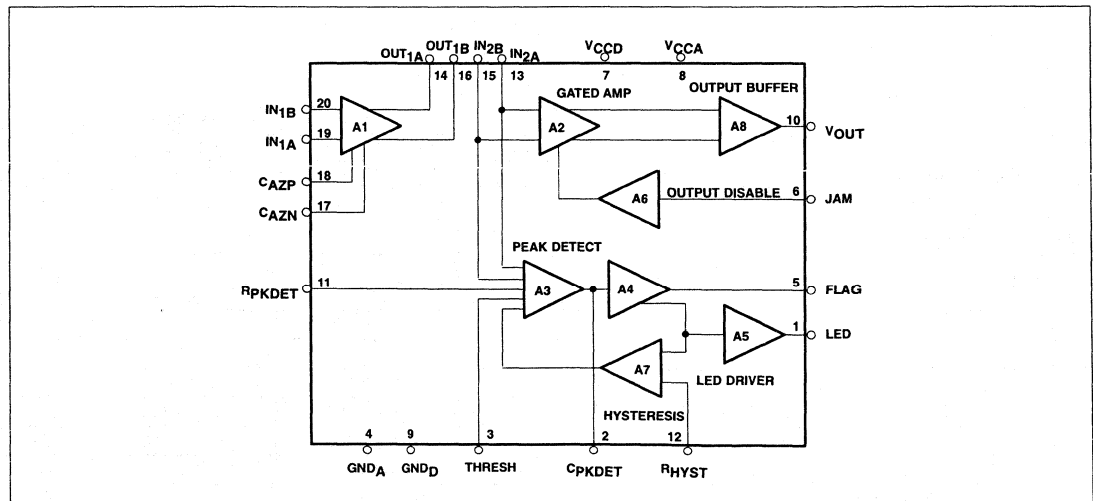 OUT1A OUT1B IN2B IN2A VCCD VCCA
14 16 15 13 7 8
GATED AMP OUTPUT BUFFER
IN1B 20 A1 A2 A8 10 VOUT
IN1A 19
CAZP 18
A6 OUTPUT DISABLE 6 JAM
CAZN 17
PEAK DETECT
RPKDET 11 A3 A4 5 FLAG
A5 1 LED
A7 LED DRIVER
HYSTERESIS
4 9 3 2 12
GNDA GNDD THRESH CPKDET RHYST